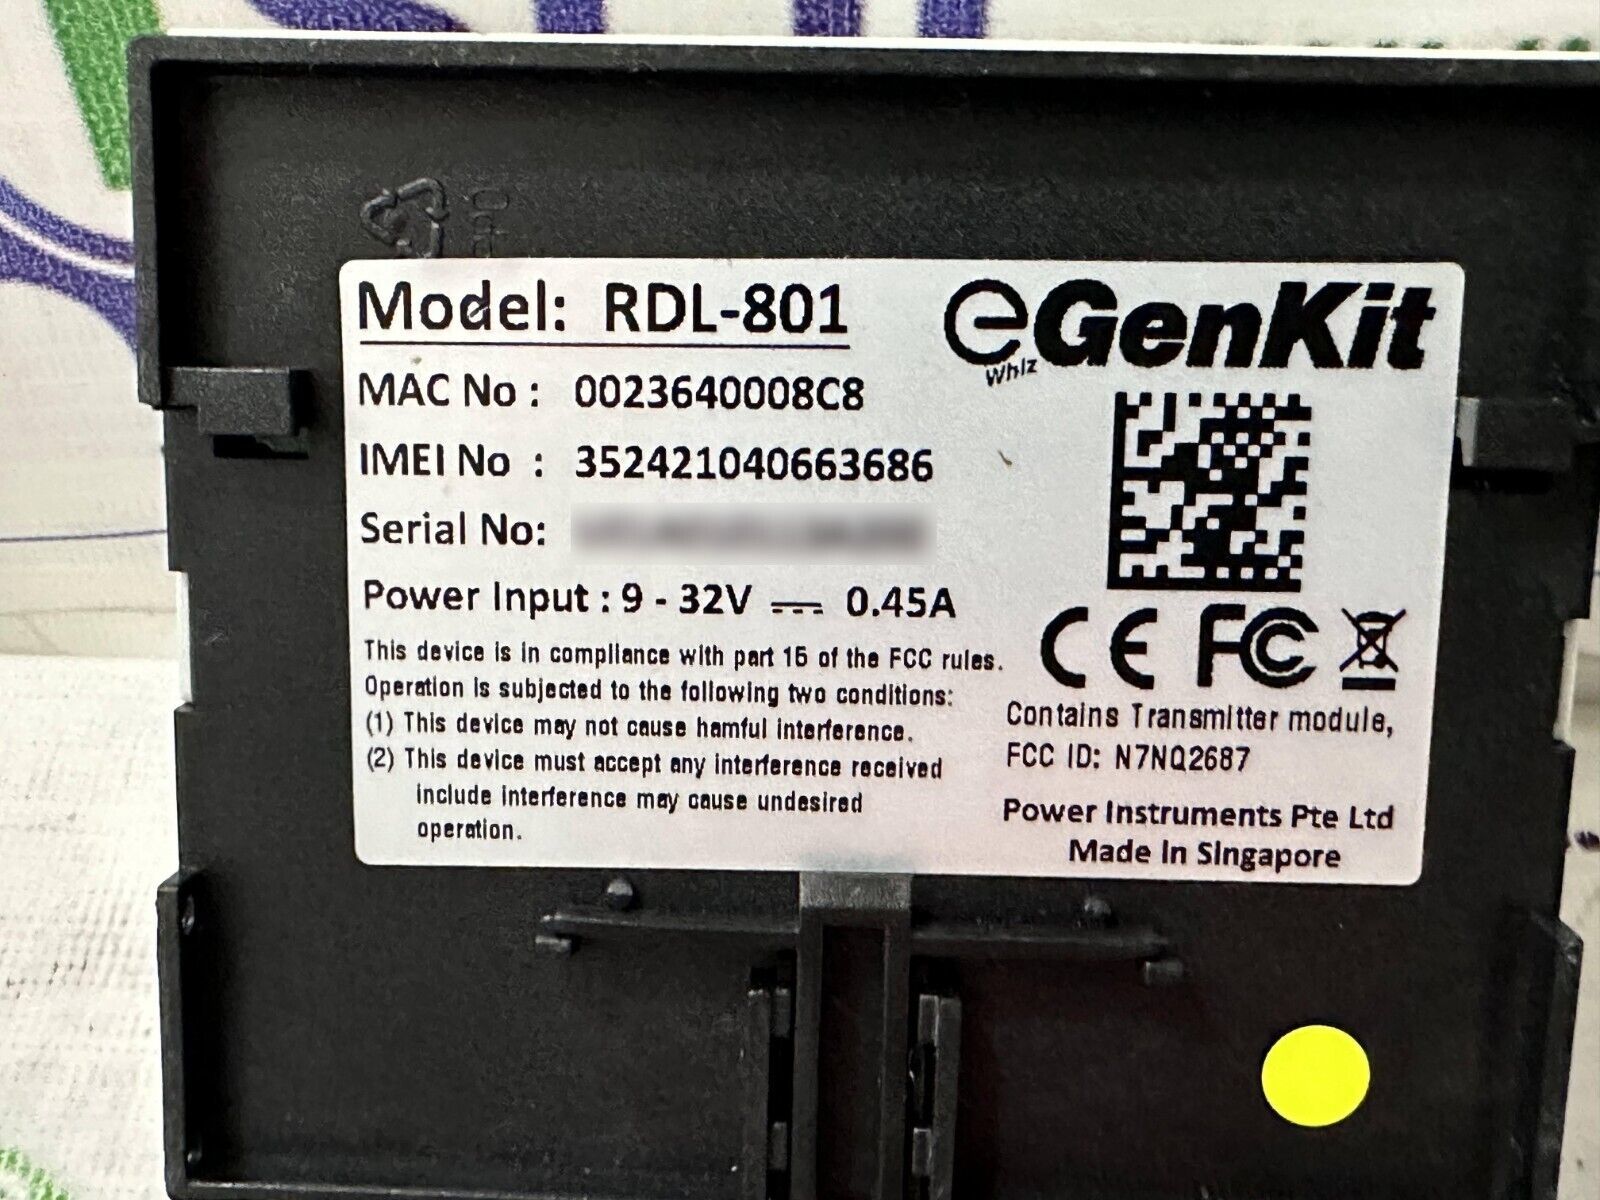 Model: RDL-801
eGenKit
Whiz
MAC No : 0023640008C8
IMEI No : 352421040663686
Serial No:
Power Input : 9 - 32V 0.45A
This device is in compliance with part 15 of the FCC rules.
Operation is subjected to the following two conditions:
(1) This device may not cause hamful interference.
(2) This device must accept any interference received
include interference may cause undesired
operation.
CE FC
Contains Transmitter module,
FCC ID: N7NQ2687
Power Instruments Pte Ltd
Made in Singapore